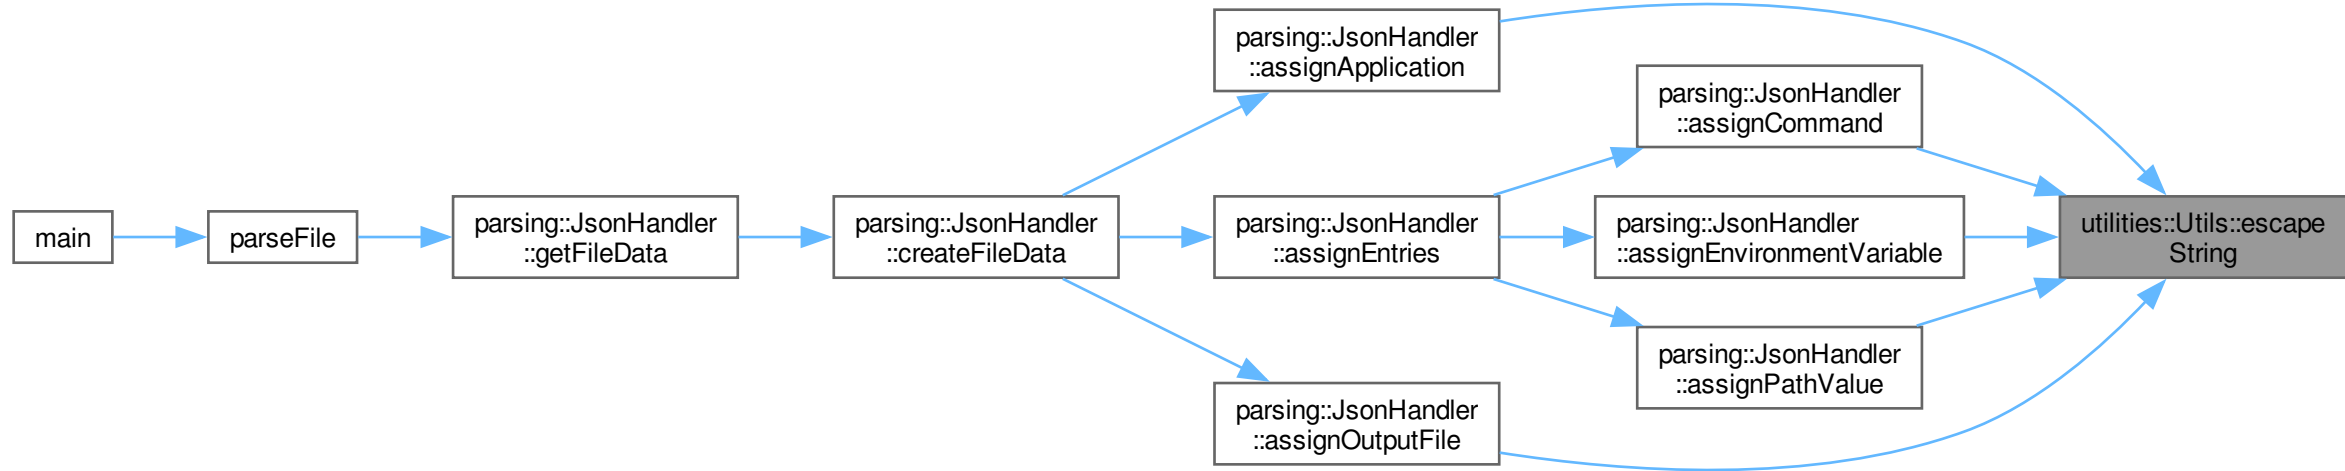 main
parseFile
parsing::JsonHandler
::getFileData
parsing::JsonHandler
::createFileData
parsing::JsonHandler
::assignApplication
parsing::JsonHandler
::assignEntries
parsing::JsonHandler
::assignOutputFile
parsing::JsonHandler
::assignCommand
parsing::JsonHandler
::assignEnvironmentVariable
parsing::JsonHandler
::assignPathValue
utilities::Utils::escape
String